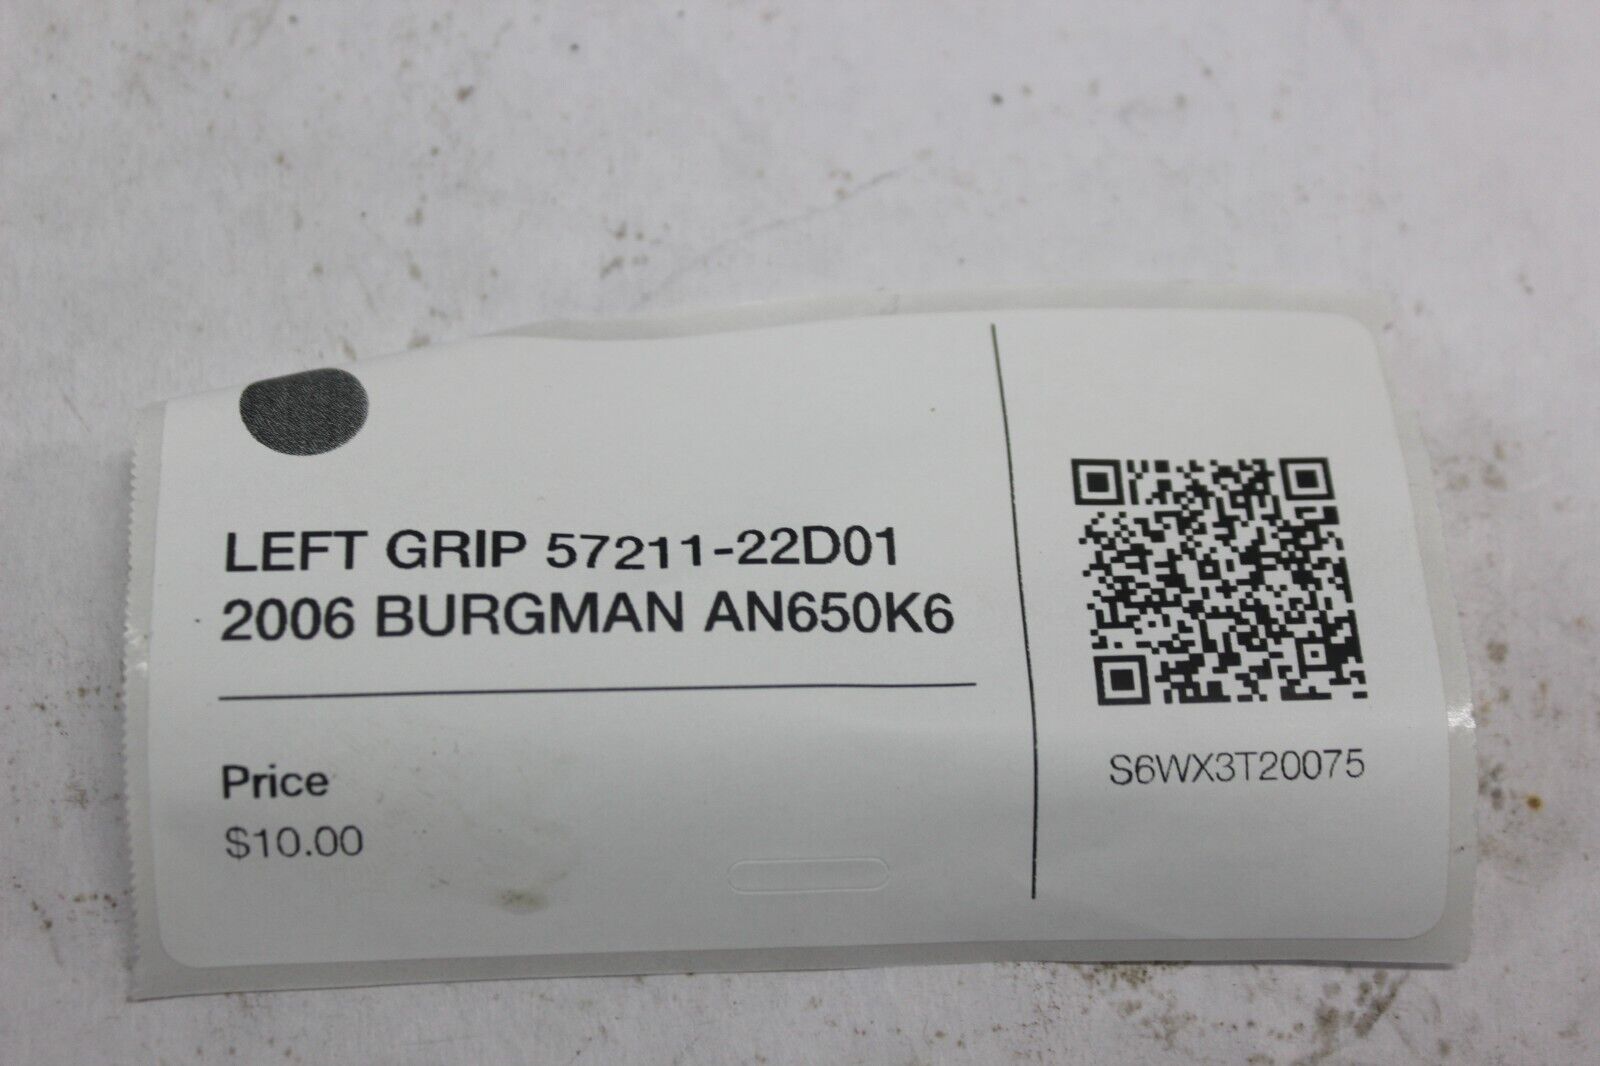 LEFT GRIP 57211-22D01
2006 BURGMAN AN650K6
Price
$10.00
S6WX3T20075